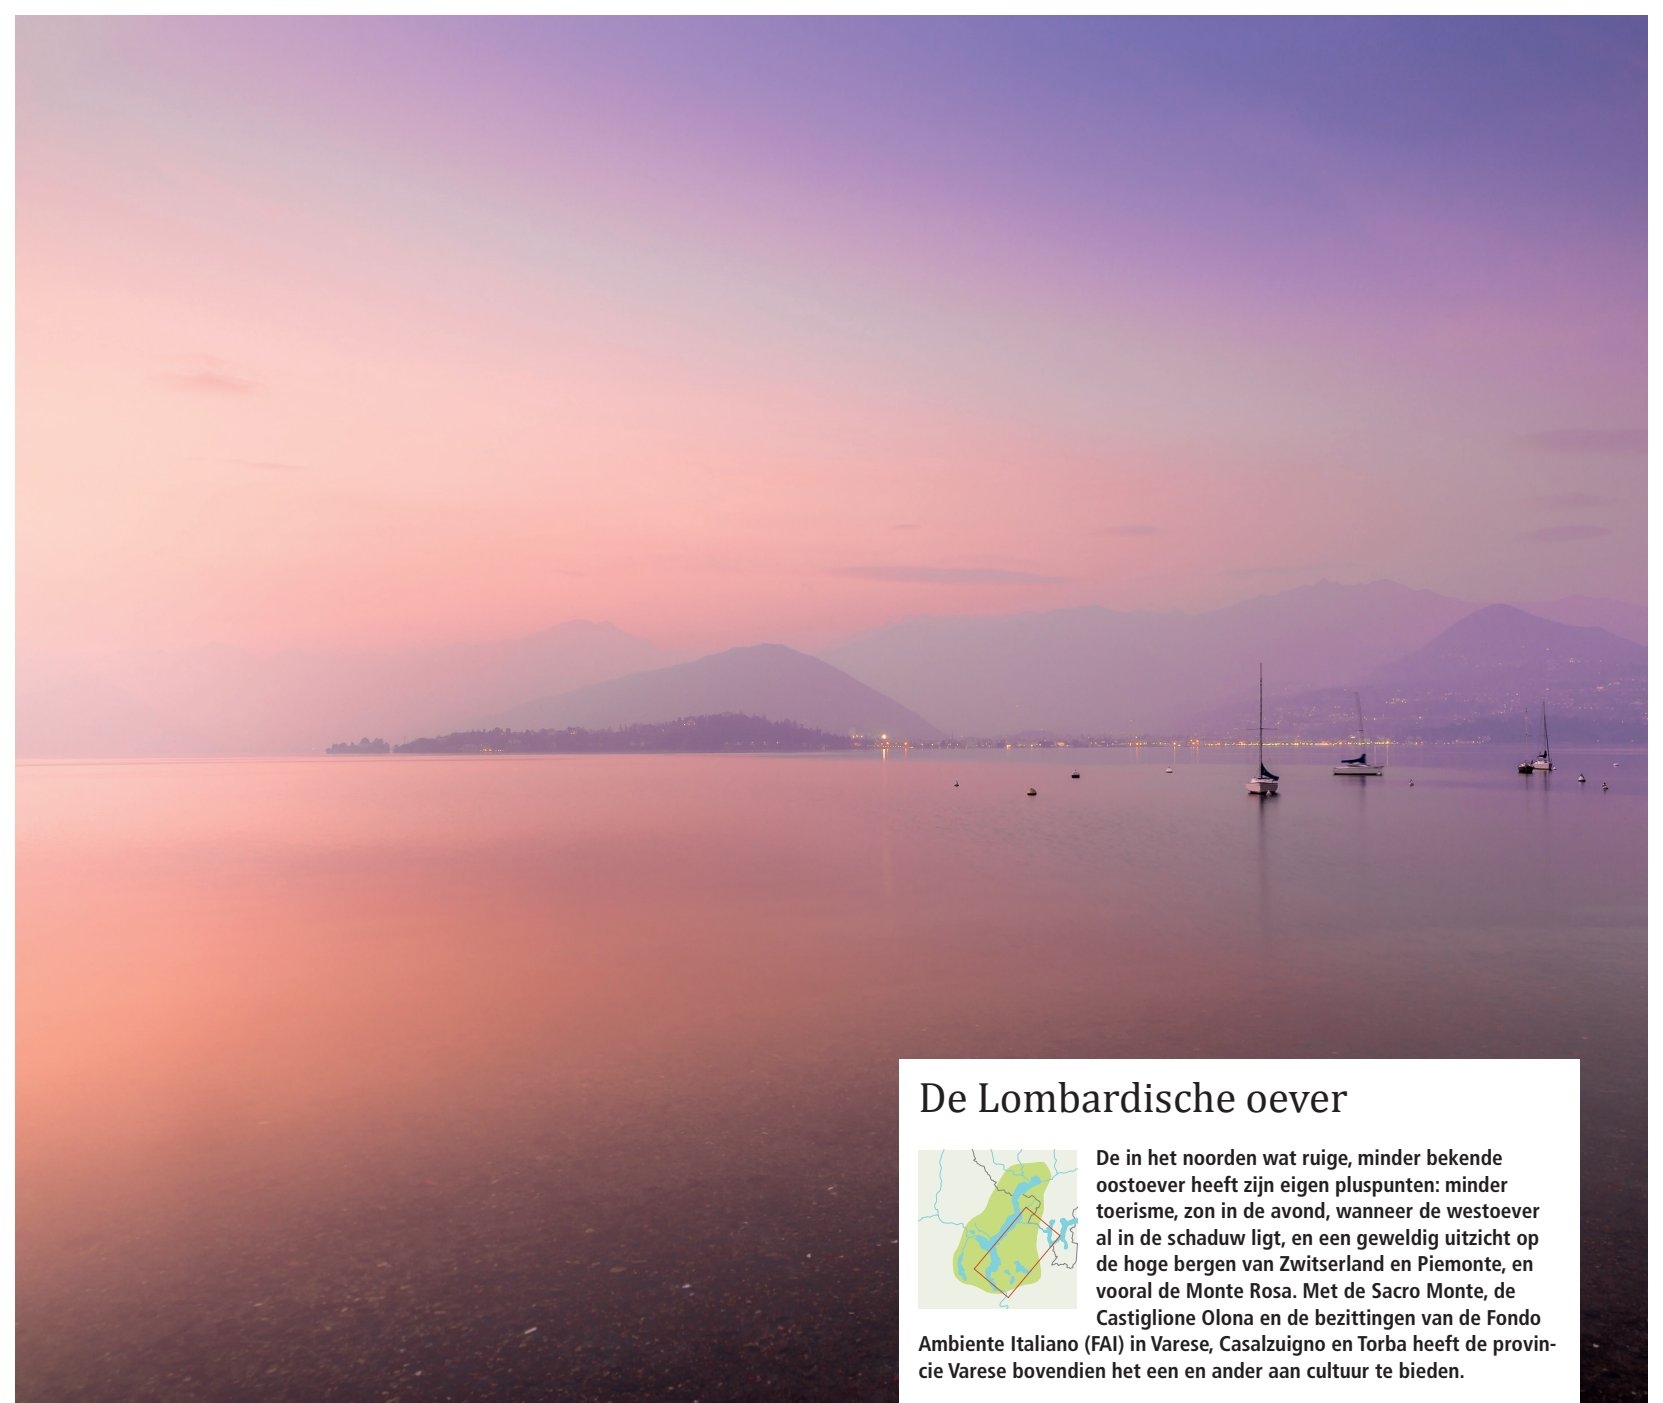 De Lombardische oever
De in het noorden wat ruige, minder bekende
oostoever heeft zijn eigen pluspunten: minder
toerisme, zon in de avond, wanneer de westoever
al in de schaduw ligt, en een geweldig uitzicht op
de hoge bergen van Zwitserland en Piemonte, en
vooral de Monte Rosa. Met de Sacro Monte, de
Castiglione Olona en de bezittingen van de Fondo
Ambiente Italiano (FAI) in Varese, Casalzuigno en Torba heeft de provin-
cie Varese bovendien het een en ander aan cultuur te bieden.